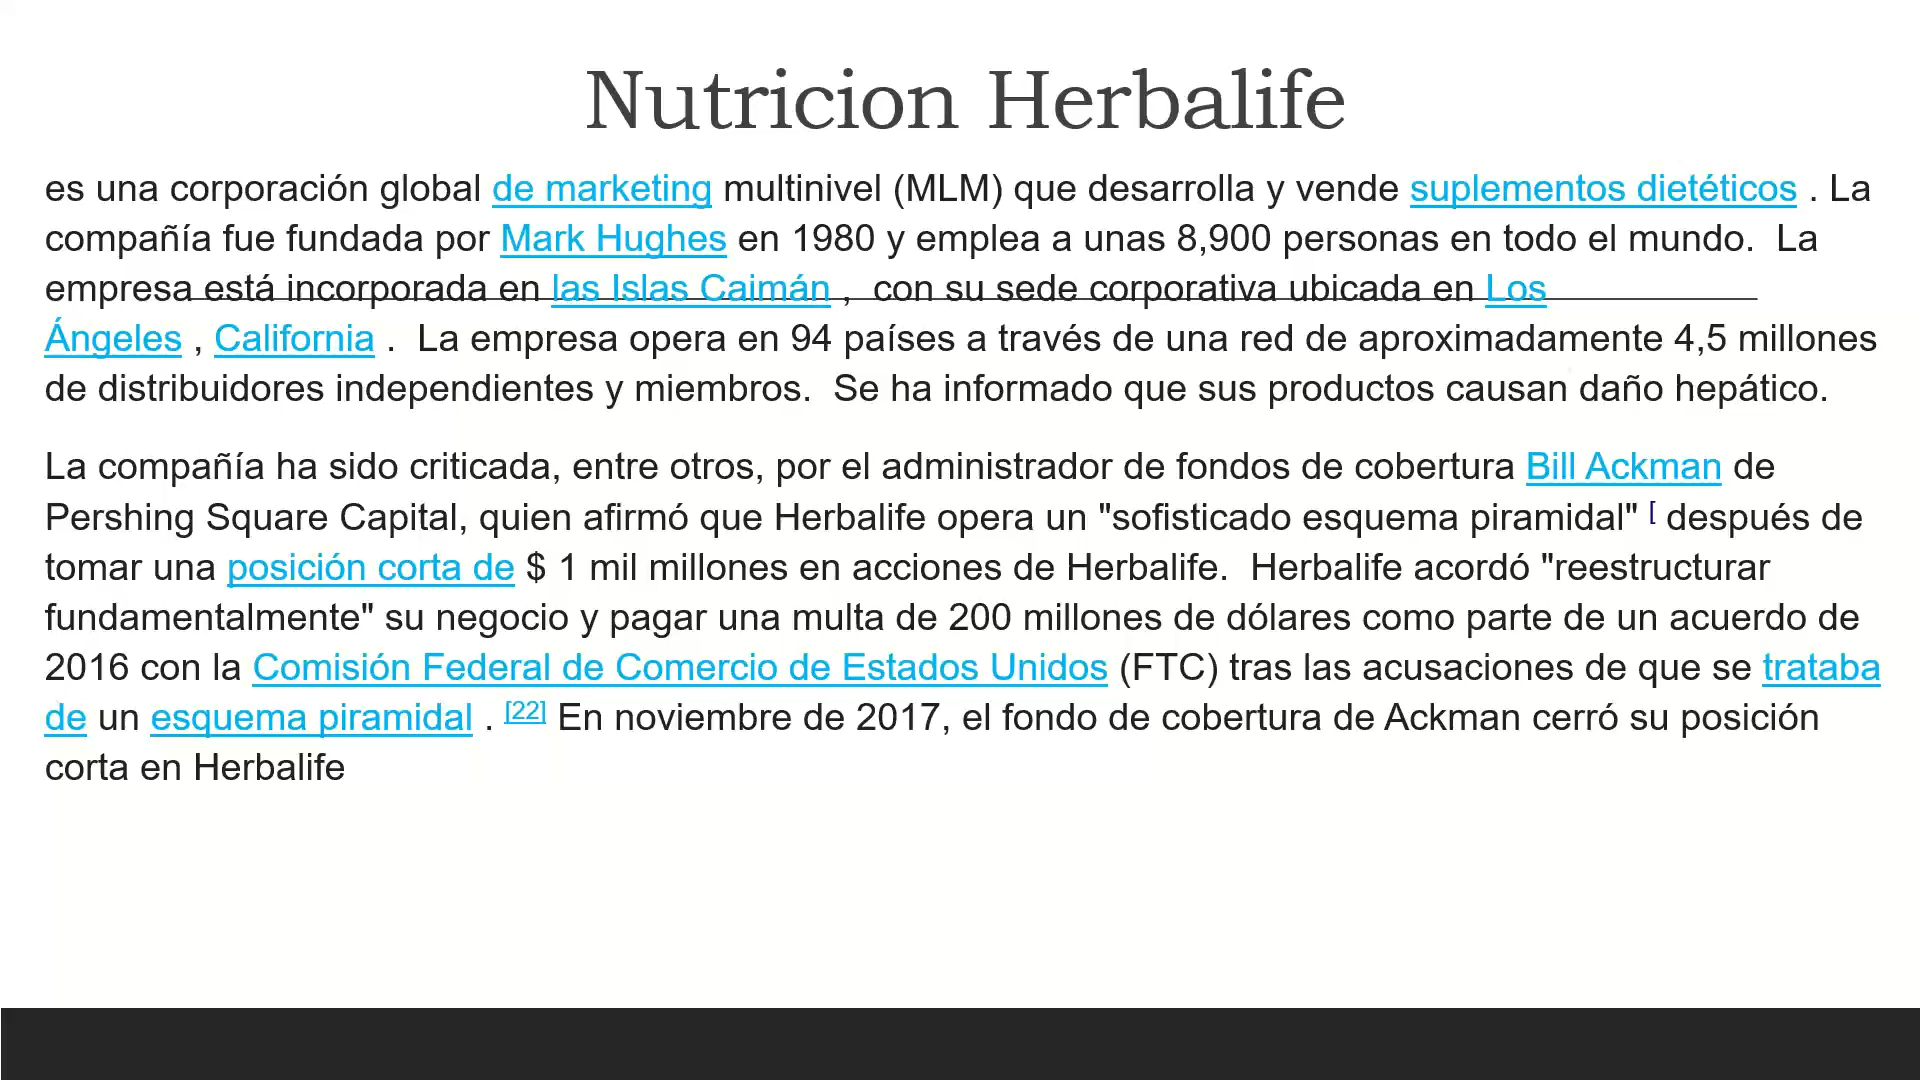 Nutricion Herbalife
es una corporación global de marketing multinivel (MLM) que desarrolla y vende suplementos dietéticos . La
compañía fue fundada por Mark Hughes en 1980 y emplea a unas 8,900 personas en todo el mundo.  La
empresa está incorporada en las Islas Caimán ,  con su sede corporativa ubicada en Los
Ángeles , California .  La empresa opera en 94 países a través de una red de aproximadamente 4,5 millones
de distribuidores independientes y miembros.  Se ha informado que sus productos causan daño hepático.
La compañía ha sido criticada, entre otros, por el administrador de fondos de cobertura Bill Ackman de
Pershing Square Capital, quien afirmó que Herbalife opera un "sofisticado esquema piramidal" [ después de
tomar una posición corta de $ 1 mil millones en acciones de Herbalife.  Herbalife acordó "reestructurar
fundamentalmente" su negocio y pagar una multa de 200 millones de dólares como parte de un acuerdo de
2016 con la Comisión Federal de Comercio de Estados Unidos (FTC) tras las acusaciones de que se trataba
de un esquema piramidal . [22] En noviembre de 2017, el fondo de cobertura de Ackman cerró su posición
corta en Herbalife